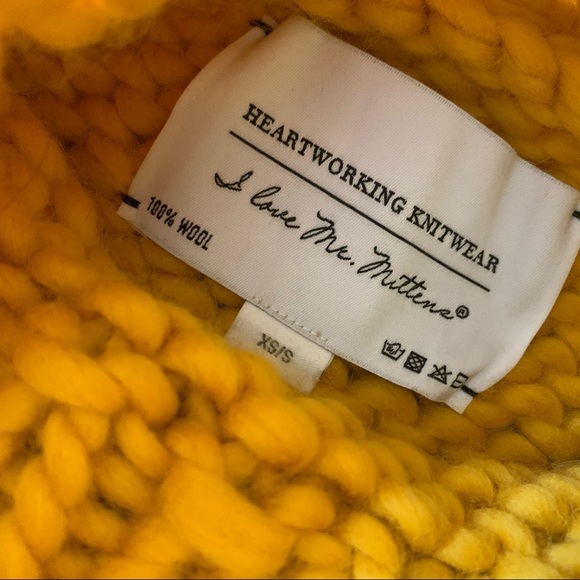 HEARTWORKING KNITWEAR
I love Mr. Mittens®
100% WOOL
XS/S